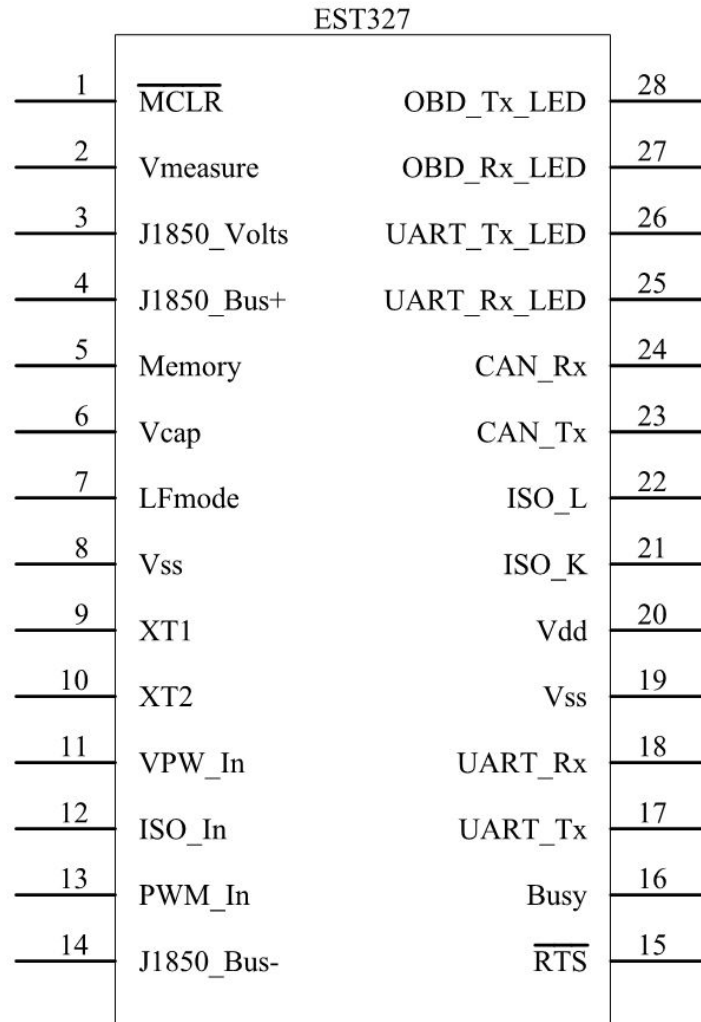 EST327
1 MCLR OBD_Tx_LED 28
2 Vmeasure OBD_Rx_LED 27
3 J1850_Volts UART_Tx_LED 26
4 J1850_Bus+ UART_Rx_LED 25
5 Memory CAN_Rx 24
6 Vcap CAN_Tx 23
7 LFmode ISO_L 22
8 Vss ISO_K 21
9 XT1 Vdd 20
10 XT2 Vss 19
11 VPW_In UART_Rx 18
12 ISO_In UART_Tx 17
13 PWM_In Busy 16
14 J1850_Bus- RTS 15